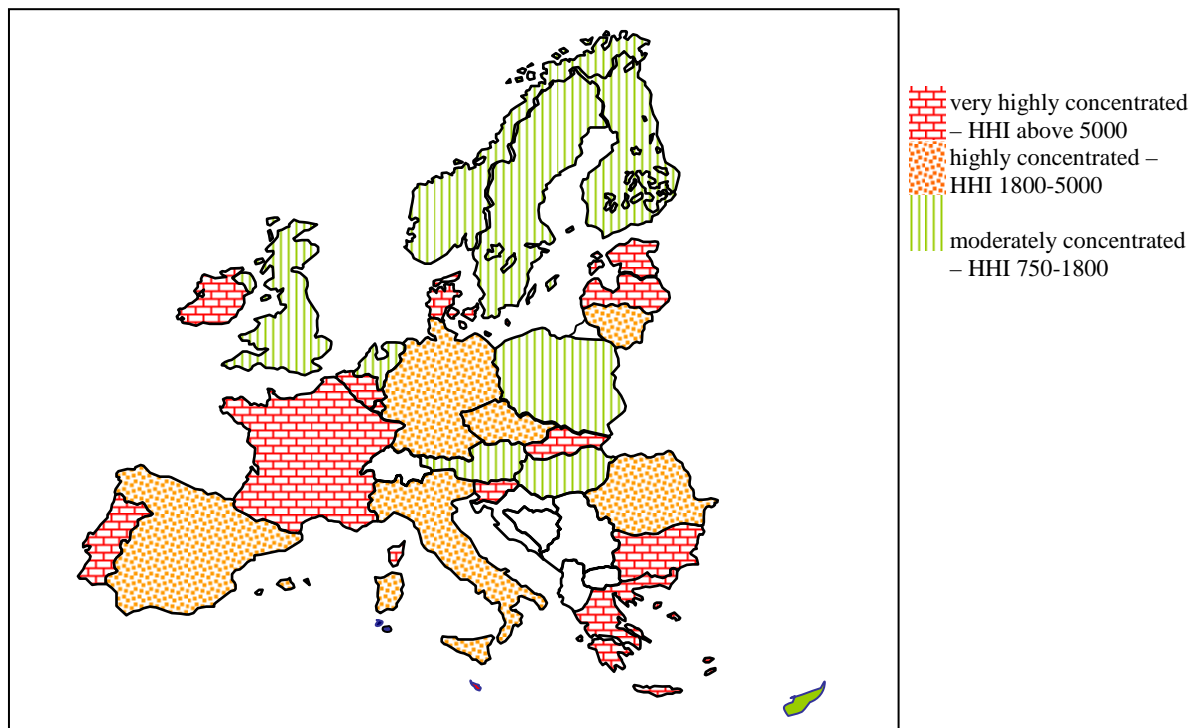 very highly concentrated
– HHI above 5000
highly concentrated –
HHI 1800-5000
moderately concentrated
– HHI 750-1800